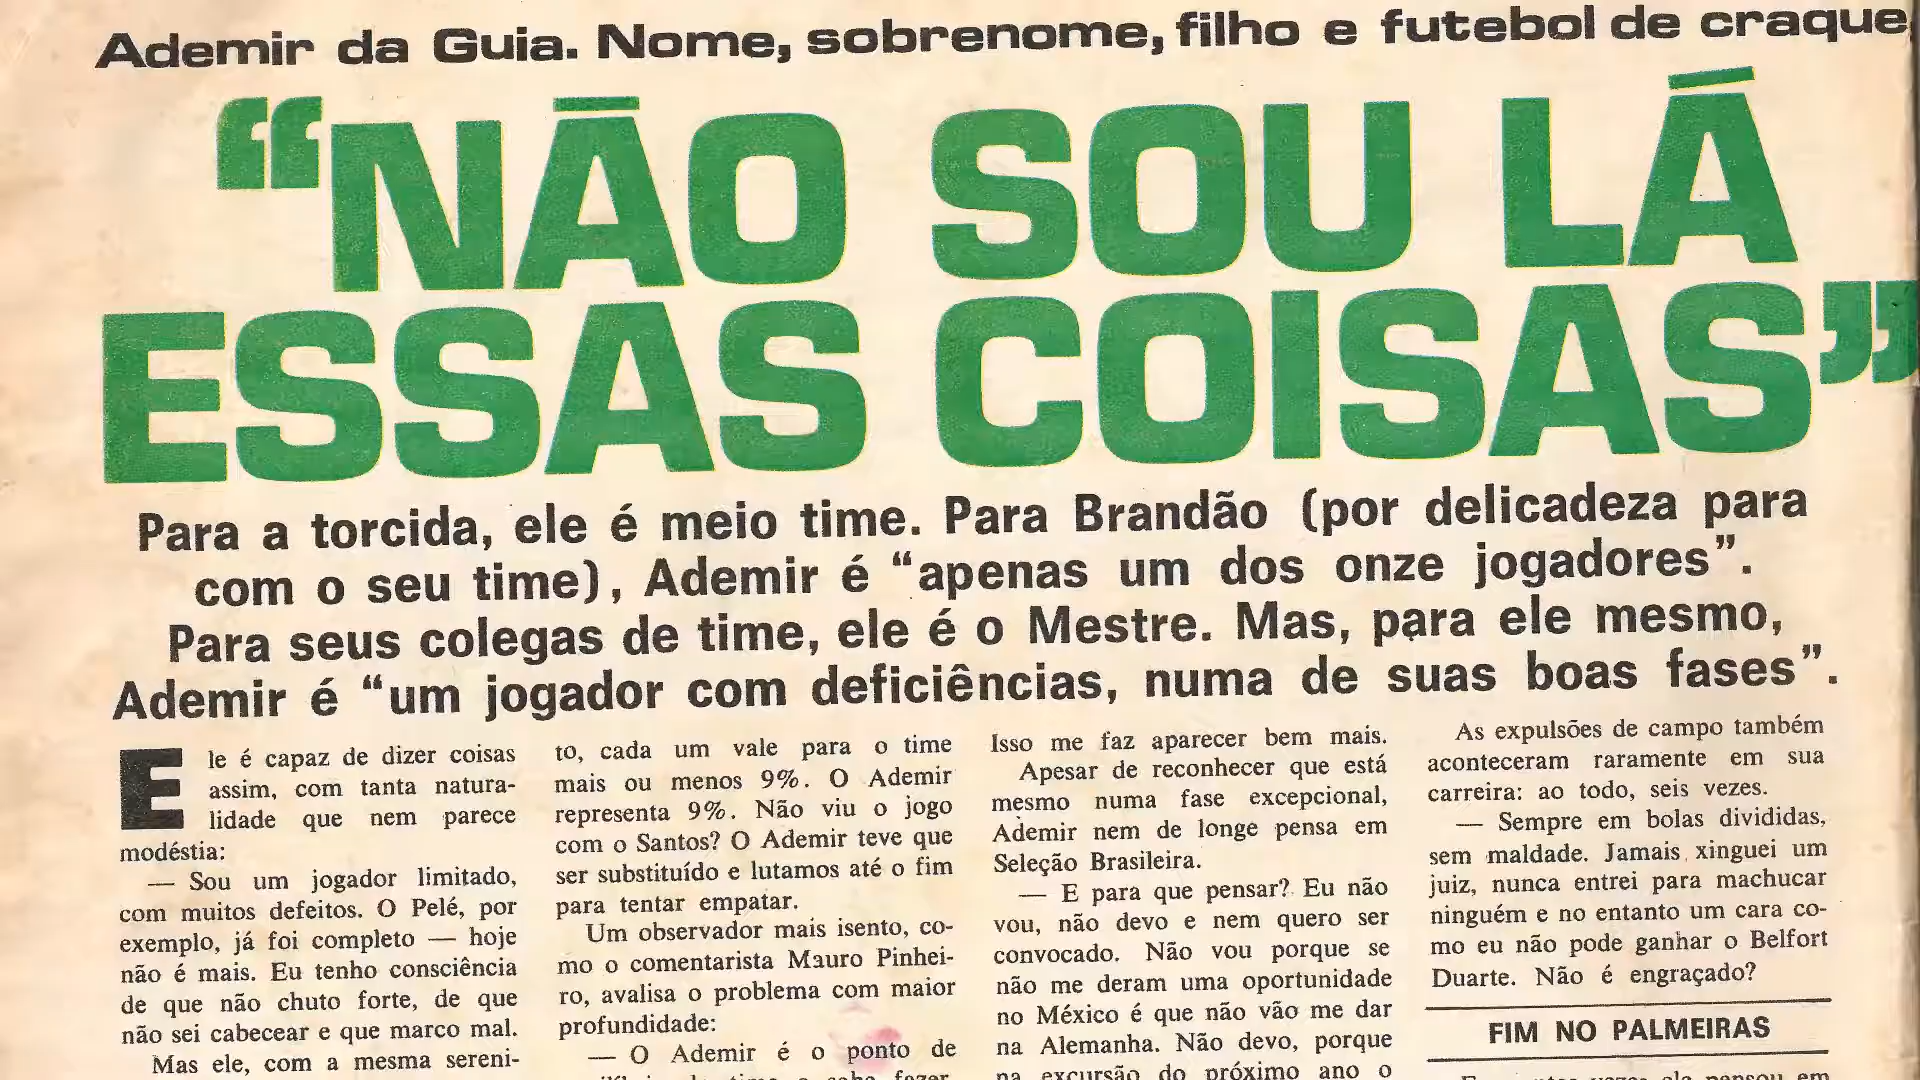 Ademir da Guia. Nome, sobrenome, filho e futebol de craque
“NÃO SOU LÁ
ESSAS COISAS”
Para a torcida, ele é meio time. Para Brandão (por delicadeza para
com o seu time), Ademir é “apenas um dos onze jogadores”.
Para seus colegas de time, ele é o Mestre. Mas, para ele mesmo,
Ademir é “um jogador com deficiências, numa de suas boas fases”.
Ele é capaz de dizer coisas
assim, com tanta natura-
lidade que nem parece
modéstia:
— Sou um jogador limitado,
com muitos defeitos. O Pelé, por
exemplo, já foi completo — hoje
não é mais. Eu tenho consciência
de que não chuto forte, de que
não sei cabecear e que marco mal.
Mas ele, com a mesma sereni-
to, cada um vale para o time
mais ou menos 9%. O Ademir
representa 9%. Não viu o jogo
com o Santos? O Ademir teve que
ser substituído e lutamos até o fim
para tentar empatar.
Um observador mais isento, co-
mo o comentarista Mauro Pinhei-
ro, avalisa o problema com maior
profundidade:
— O Ademir é o ponto de
Isso me faz aparecer bem mais.
Apesar de reconhecer que está
mesmo numa fase excepcional,
Ademir nem de longe pensa em
Seleção Brasileira.
— E para que pensar? Eu não
vou, não devo e nem quero ser
convocado. Não vou porque se
não me deram uma oportunidade
no México é que não vão me dar
na Alemanha. Não devo, porque
na excursão do próximo ano o
As expulsões de campo também
aconteceram raramente em sua
carreira: ao todo, seis vezes.
— Sempre em bolas divididas,
sem maldade. Jamais xinguei um
juiz, nunca entrei para machucar
ninguém e no entanto um cara co-
mo eu não pode ganhar o Belfort
Duarte. Não é engraçado?
FIM NO PALMEIRAS